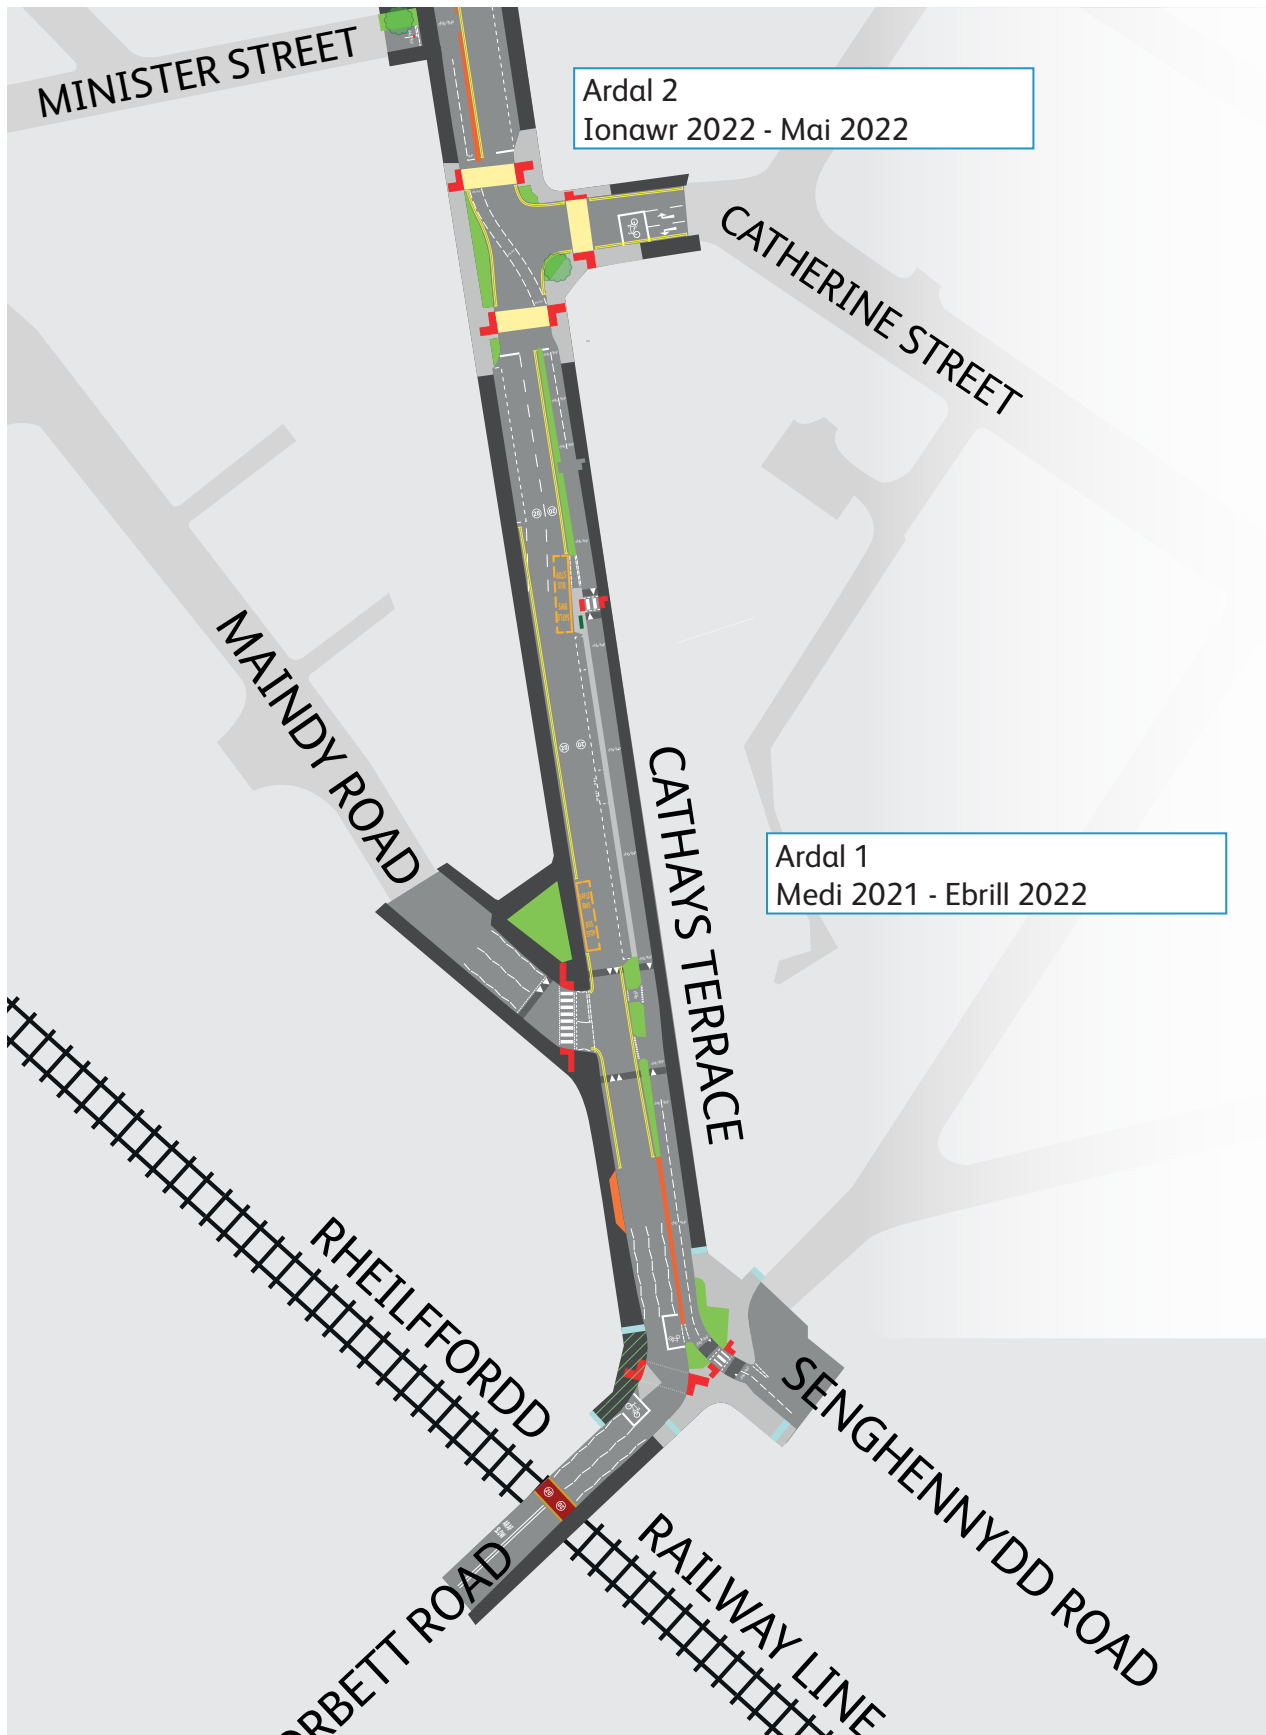 MINISTER STREET
Ardal 2
Ionawr 2022 - Mai 2022
CATHERINE STREET
MAINDY ROAD
CATHAYS TERRACE
Ardal 1
Medi 2021 - Ebrill 2022
RHEILFFORDD
SENGHENNYDD ROAD
RAILWAY LINE
ORBETT ROAD